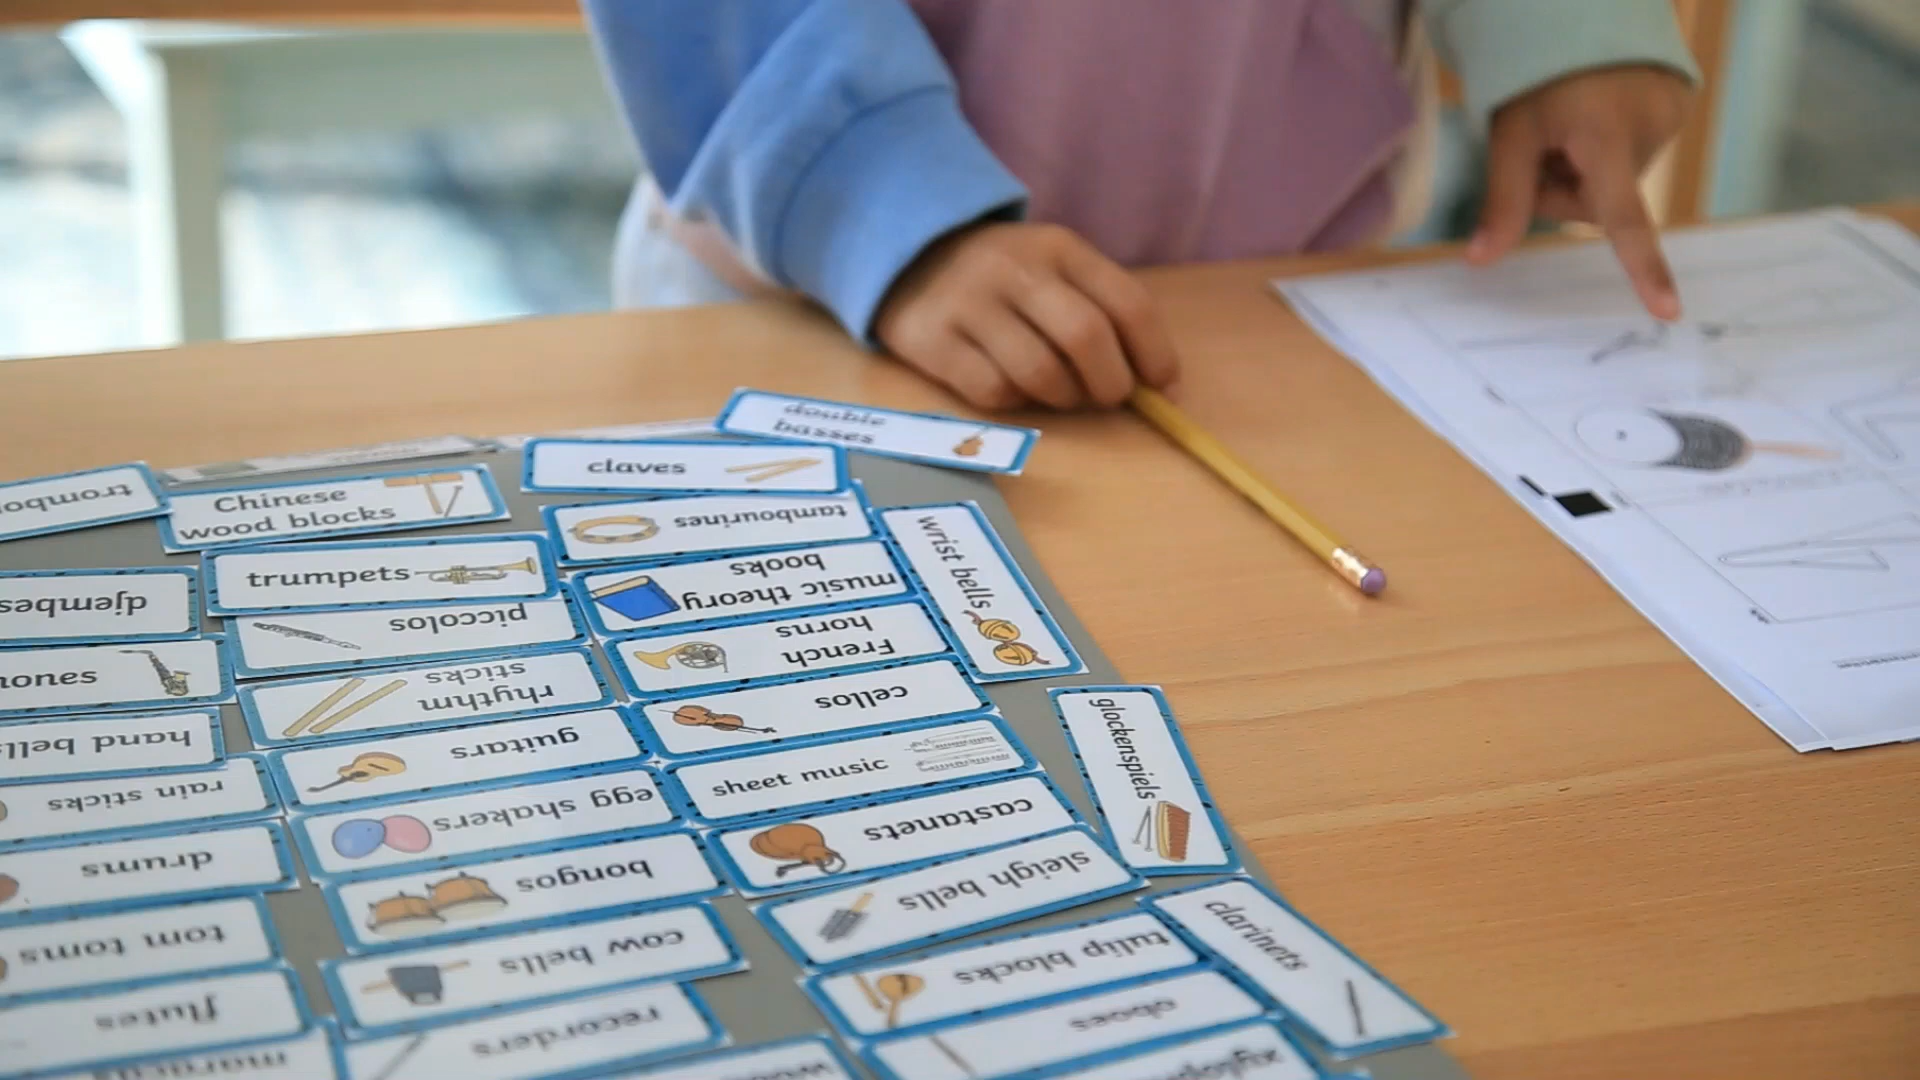 double
basses
claves
Chinese
wood blocks
tambourines
trumpets
music theory
books
wrist bells
djembes
piccolos
French
horns
rhythm
sticks
cellos
hand bells
guitars
sheet music
glockenspiels
rain sticks
egg shakers
castanets
drums
bongos
sleigh bells
tom toms
cow bells
tulip blocks
clarinets
flutes
recorders
oboes
maracas